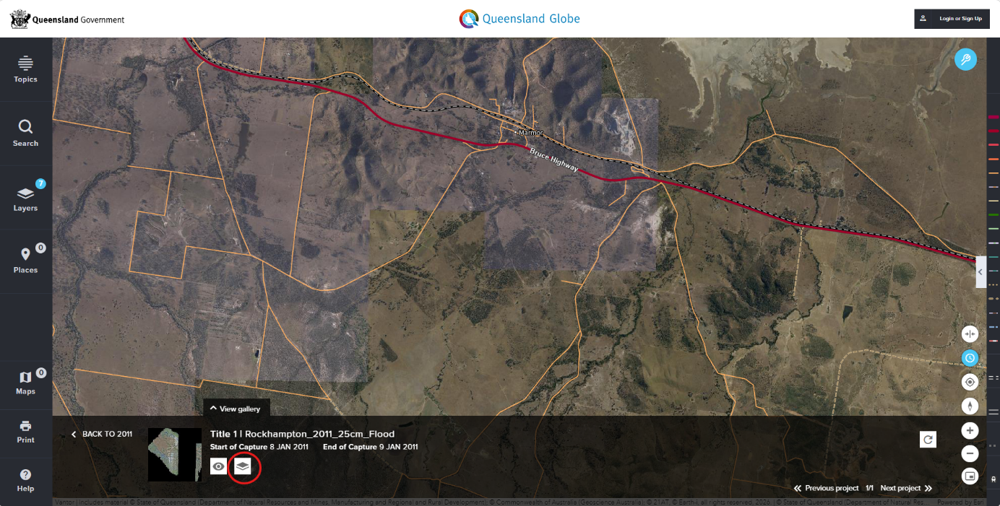 Queensland Government
Queensland Globe
Login or Sign Up
Topics
Search
7
Layers
0
Places
0
Maps
Print
Help
Marmor
Bruce Highway
View gallery
BACK TO 2011
Title 1 | Rockhampton_2011_25cm_Flood
Start of Capture 8 JAN 2011 End of Capture 9 JAN 2011
Previous project 1/1 Next project
Vantor | includes material © State of Queensland (Department of Natural Resources and Mines, Manufacturing and Regional and Rural Development); © Commonwealth of Australia (Geoscience Australia); © 21AT, © Earth-i, all rights reserved, 2026. | © State of Queensland (Department of Natural Res... Powered by Esri